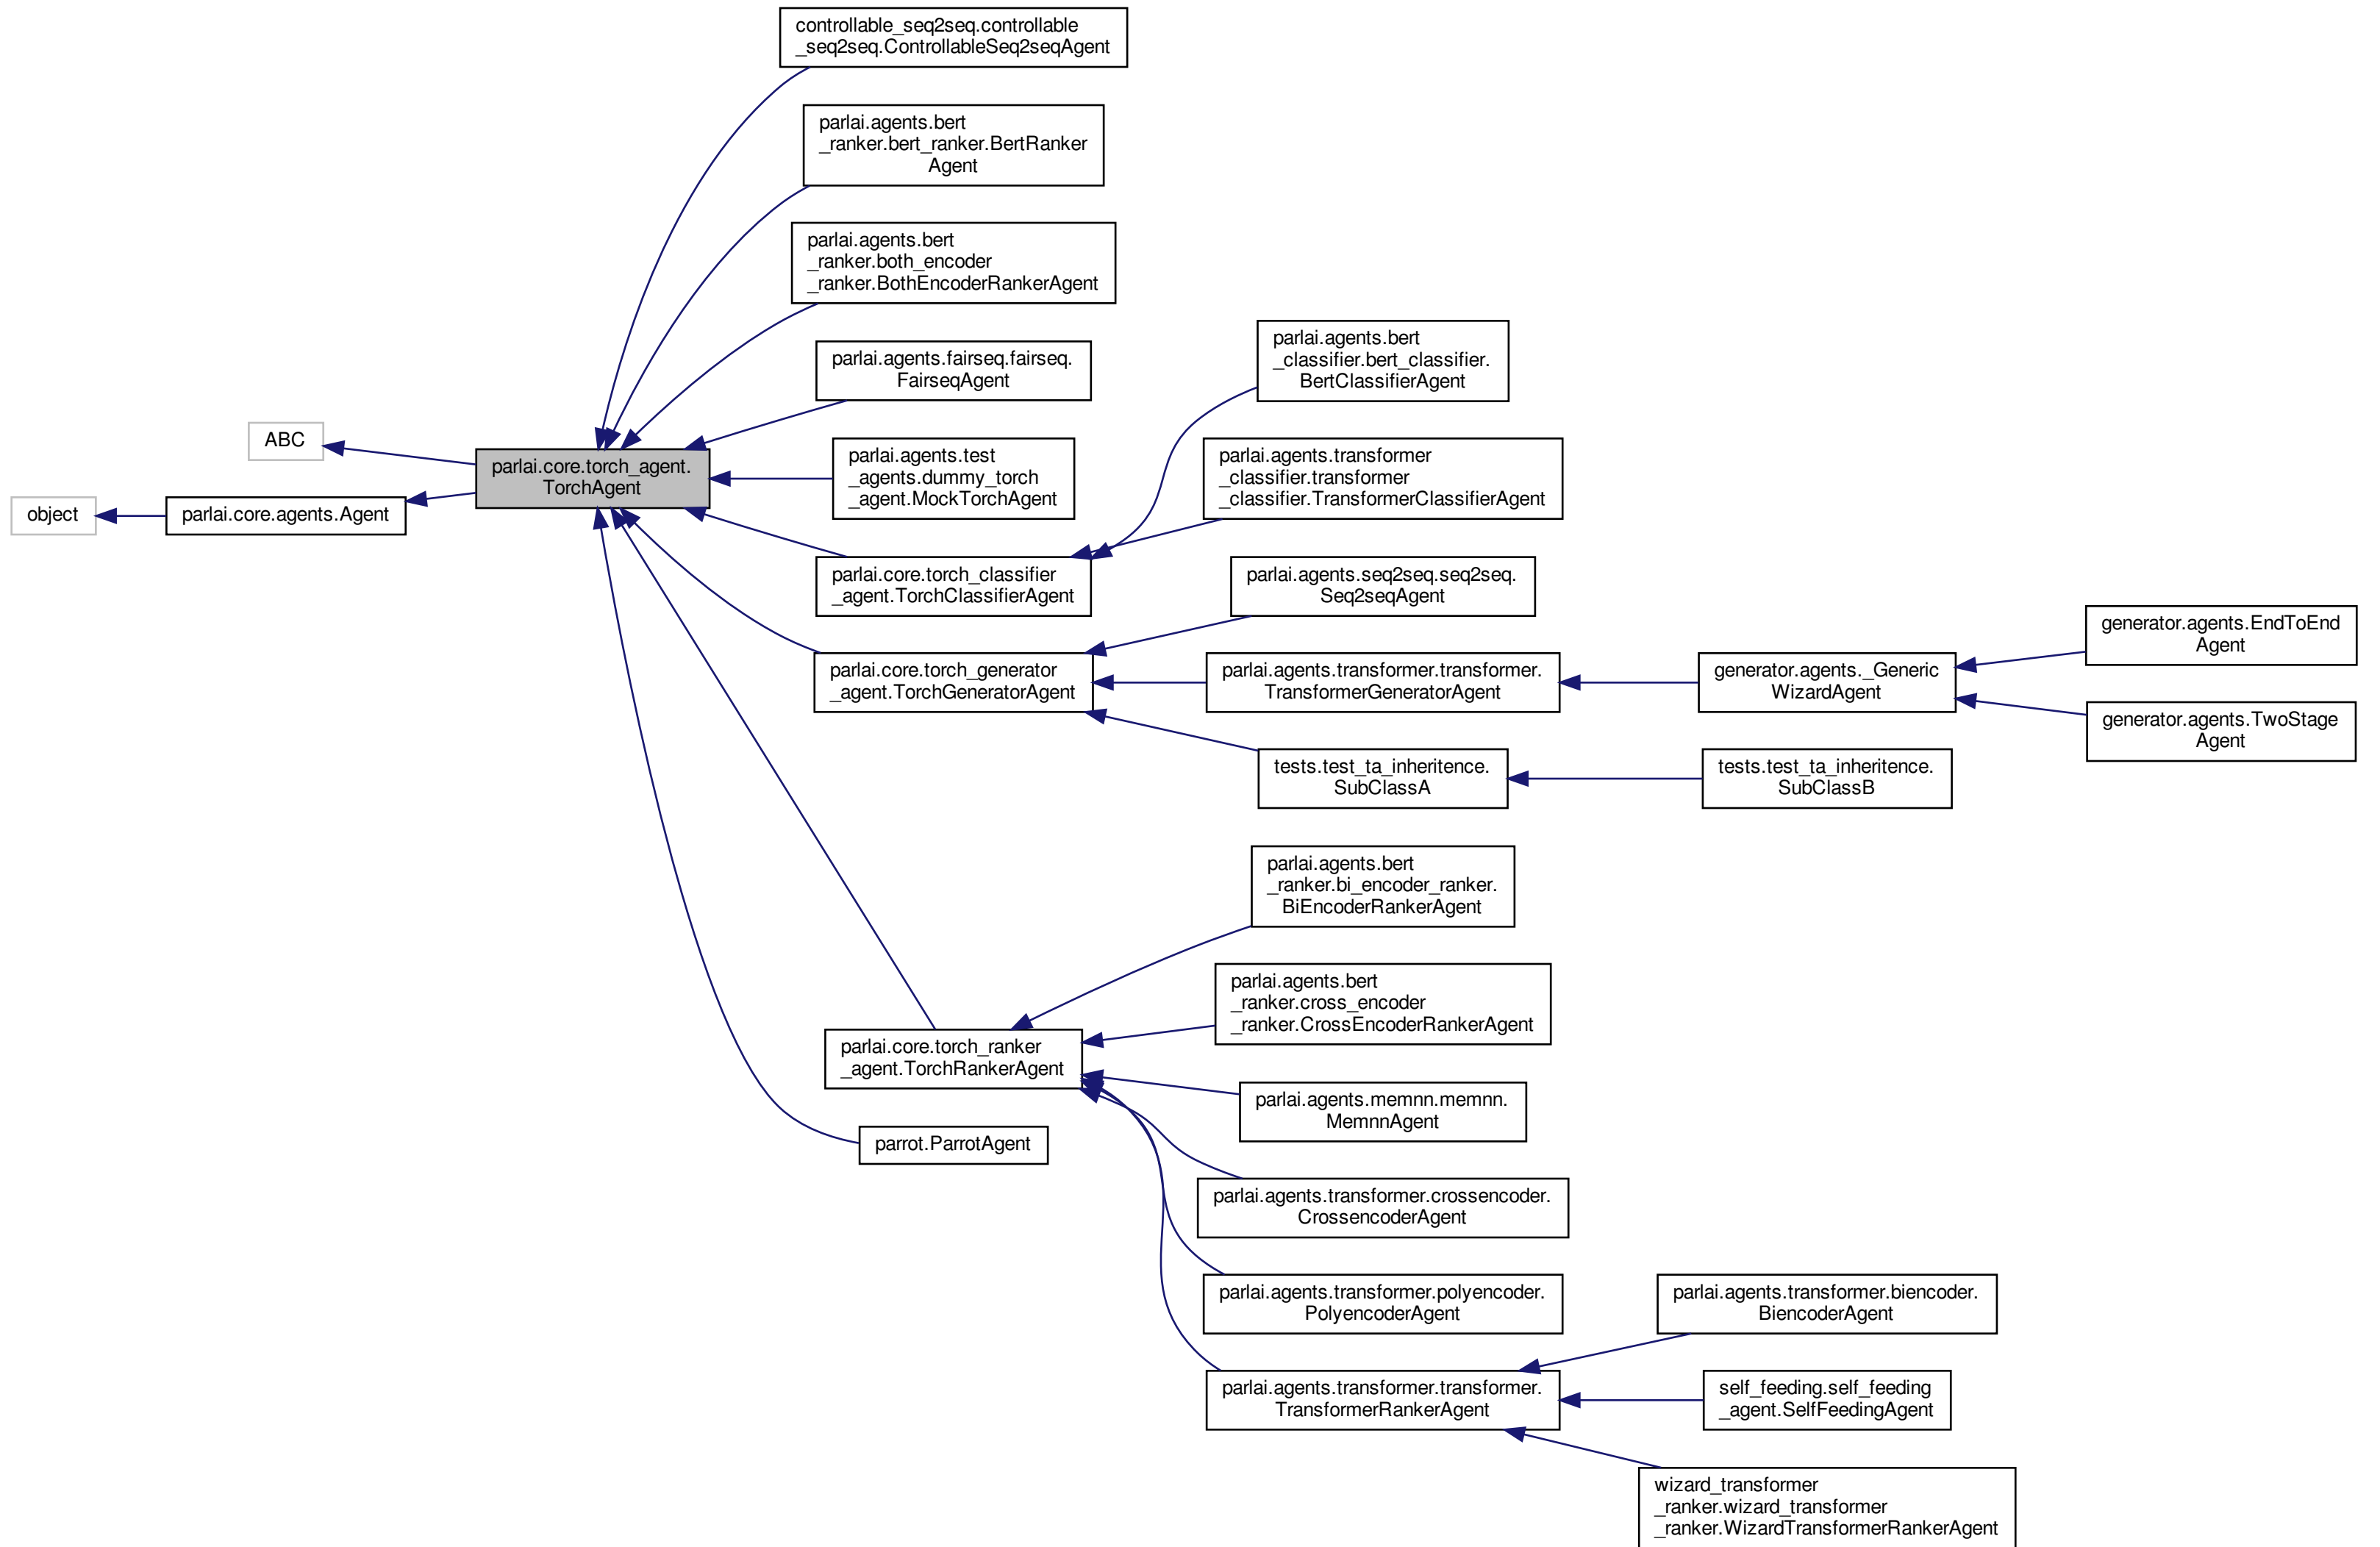 controllable_seq2seq.controllable
_seq2seq.ControllableSeq2seqAgent
parlai.agents.bert
_ranker.bert_ranker.BertRanker
Agent
parlai.agents.bert
_ranker.both_encoder
_ranker.BothEncoderRankerAgent
parlai.agents.fairseq.fairseq.
FairseqAgent
parlai.agents.bert
_classifier.bert_classifier.
BertClassifierAgent
ABC
object
parlai.core.agents.Agent
parlai.core.torch_agent.
TorchAgent
parlai.agents.test
_agents.dummy_torch
_agent.MockTorchAgent
parlai.agents.transformer
_classifier.transformer
_classifier.TransformerClassifierAgent
parlai.core.torch_classifier
_agent.TorchClassifierAgent
parlai.agents.seq2seq.seq2seq.
Seq2seqAgent
parlai.core.torch_generator
_agent.TorchGeneratorAgent
parlai.agents.transformer.transformer.
TransformerGeneratorAgent
generator.agents._Generic
WizardAgent
generator.agents.EndToEnd
Agent
generator.agents.TwoStage
Agent
tests.test_ta_inheritence.
SubClassA
tests.test_ta_inheritence.
SubClassB
parlai.agents.bert
_ranker.bi_encoder_ranker.
BiEncoderRankerAgent
parlai.agents.bert
_ranker.cross_encoder
_ranker.CrossEncoderRankerAgent
parlai.core.torch_ranker
_agent.TorchRankerAgent
parlai.agents.memnn.memnn.
MemnnAgent
parrot.ParrotAgent
parlai.agents.transformer.crossencoder.
CrossencoderAgent
parlai.agents.transformer.polyencoder.
PolyencoderAgent
parlai.agents.transformer.biencoder.
BiencoderAgent
parlai.agents.transformer.transformer.
TransformerRankerAgent
self_feeding.self_feeding
_agent.SelfFeedingAgent
wizard_transformer
_ranker.wizard_transformer
_ranker.WizardTransformerRankerAgent